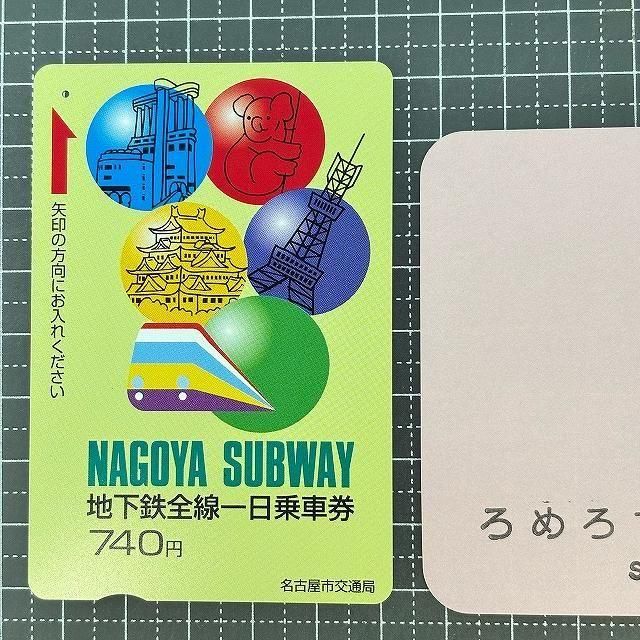 矢印の方向にお入れください
NAGOYA SUBWAY
地下鉄全線一日乗車券
740円
名古屋市交通局
ろめろ
S